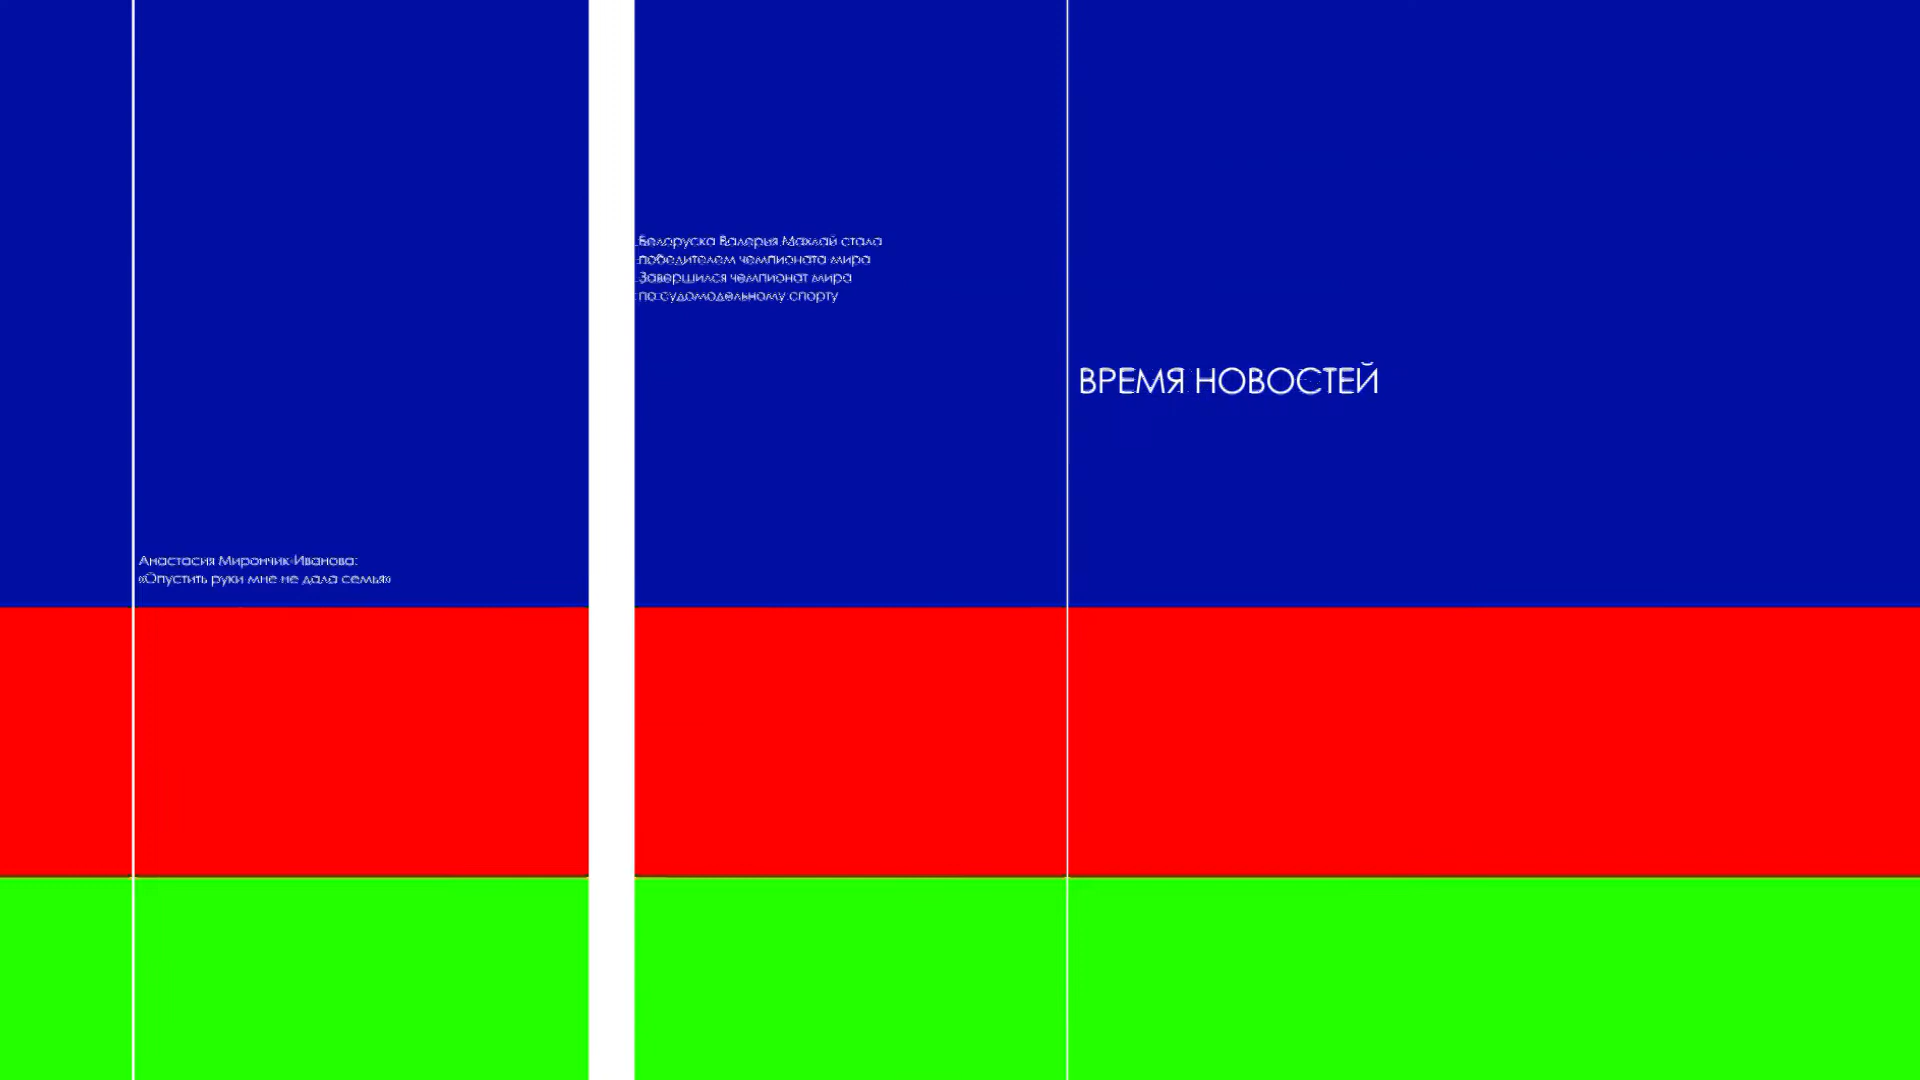 Белоруска Валерия Махлай стала
победителем чемпионата мира
Завершился чемпионат мира
по судомодельному спорту
ВРЕМЯ НОВОСТЕЙ
Анастасия Мирончик-Иванова:
«Опустить руки мне не дала семья»